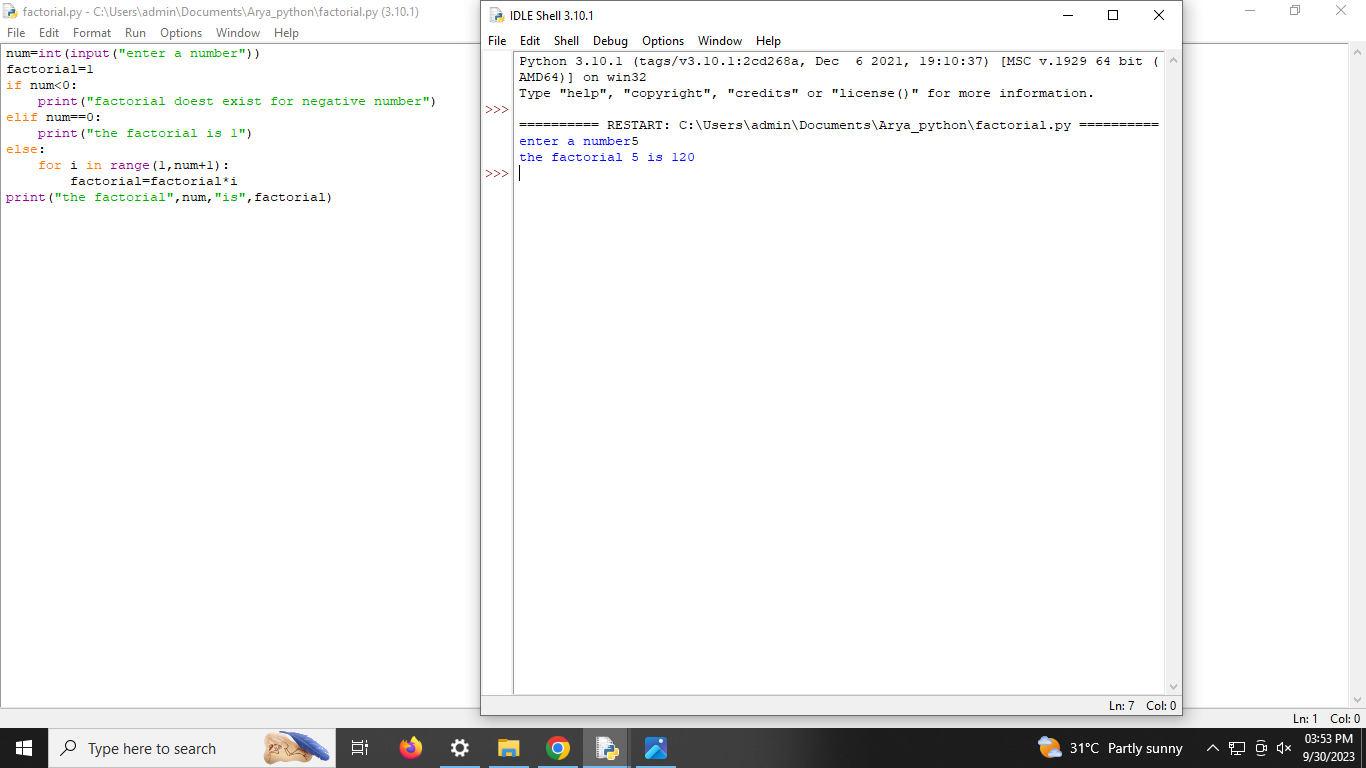 factorial.py - C:\Users\admin\Documents\Arya_python\factorial.py (3.10.1)
File Edit Format Run Options Window Help
num=int(input("enter a number"))
factorial=1
if num<0:
    print("factorial doest exist for negative number")
elif num==0:
    print("the factorial is 1")
else:
    for i in range(1,num+1):
        factorial=factorial*i
print("the factorial",num,"is",factorial)
IDLE Shell 3.10.1
File Edit Shell Debug Options Window Help
Python 3.10.1 (tags/v3.10.1:2cd268a, Dec  6 2021, 19:10:37) [MSC v.1929 64 bit (
AMD64)] on win32
Type "help", "copyright", "credits" or "license()" for more information.
>>>
========== RESTART: C:\Users\admin\Documents\Arya_python\factorial.py ==========
enter a number5
the factorial 5 is 120
>>>
Ln: 7 Col: 0
Ln: 1 Col: 0
Type here to search
31°C Partly sunny
03:53 PM
9/30/2023